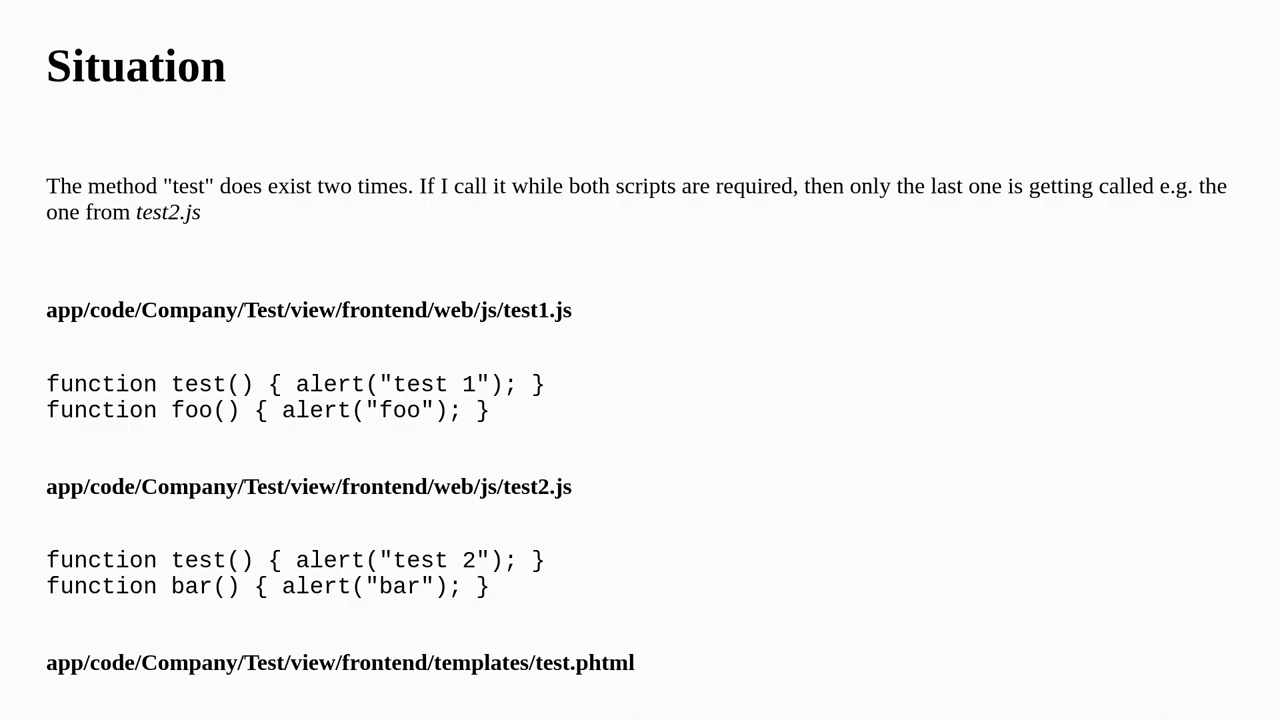 Situation
The method "test" does exist two times. If I call it while both scripts are required, then only the last one is getting called e.g. the
one from test2.js
app/code/Company/Test/view/frontend/web/js/test1.js
function test() { alert("test 1"); }
function foo() { alert("foo"); }
app/code/Company/Test/view/frontend/web/js/test2.js
function test() { alert("test 2"); }
function bar() { alert("bar"); }
app/code/Company/Test/view/frontend/templates/test.phtml